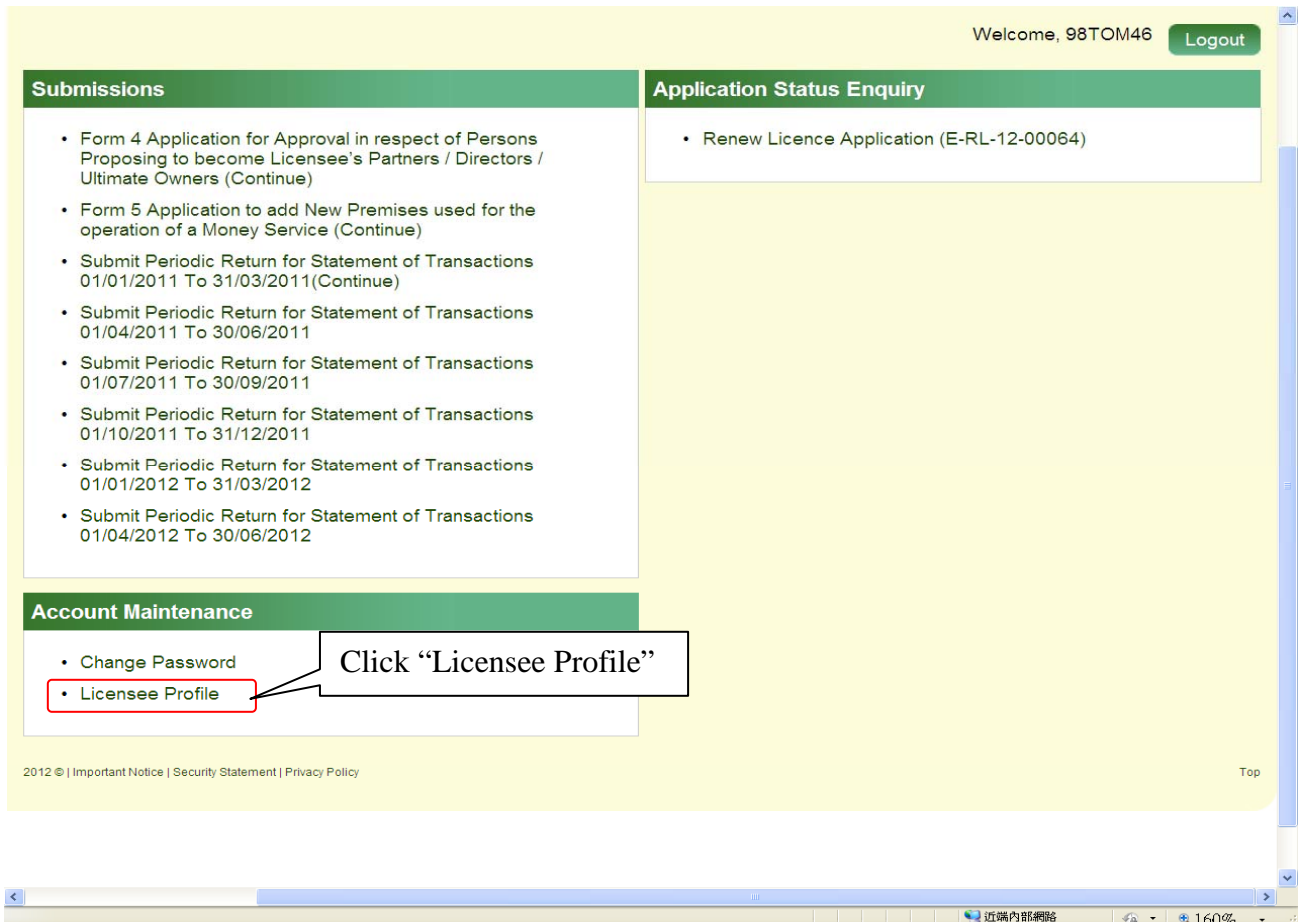 Welcome, 98TOM46
Logout
Submissions
• Form 4 Application for Approval in respect of Persons
Proposing to become Licensee's Partners / Directors /
Ultimate Owners (Continue)
• Form 5 Application to add New Premises used for the
operation of a Money Service (Continue)
• Submit Periodic Return for Statement of Transactions
01/01/2011 To 31/03/2011(Continue)
• Submit Periodic Return for Statement of Transactions
01/04/2011 To 30/06/2011
• Submit Periodic Return for Statement of Transactions
01/07/2011 To 30/09/2011
• Submit Periodic Return for Statement of Transactions
01/10/2011 To 31/12/2011
• Submit Periodic Return for Statement of Transactions
01/01/2012 To 31/03/2012
• Submit Periodic Return for Statement of Transactions
01/04/2012 To 30/06/2012
Application Status Enquiry
• Renew Licence Application (E-RL-12-00064)
Account Maintenance
• Change Password
• Licensee Profile
Click “Licensee Profile”
2012 © | Important Notice | Security Statement | Privacy Policy
Top
近端內部網路
160%